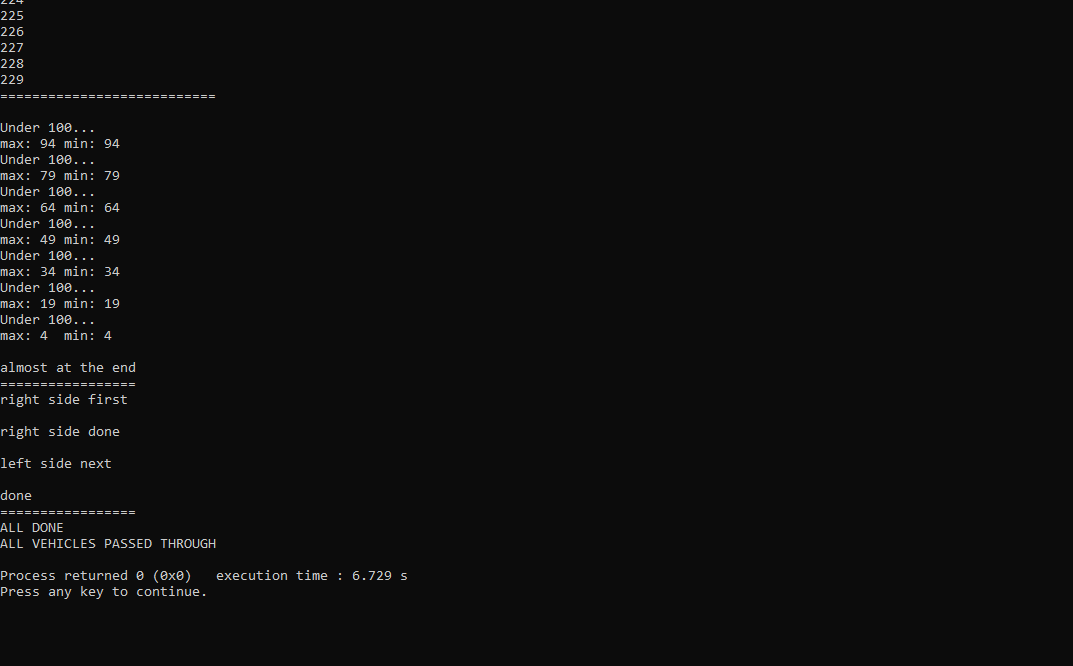 224
225
226
227
228
229
===========================
Under 100...
max: 94 min: 94
Under 100...
max: 79 min: 79
Under 100...
max: 64 min: 64
Under 100...
max: 49 min: 49
Under 100...
max: 34 min: 34
Under 100...
max: 19 min: 19
Under 100...
max: 4  min: 4
almost at the end
=================
right side first
right side done
left side next
done
=================
ALL DONE
ALL VEHICLES PASSED THROUGH
Process returned 0 (0x0)   execution time : 6.729 s
Press any key to continue.